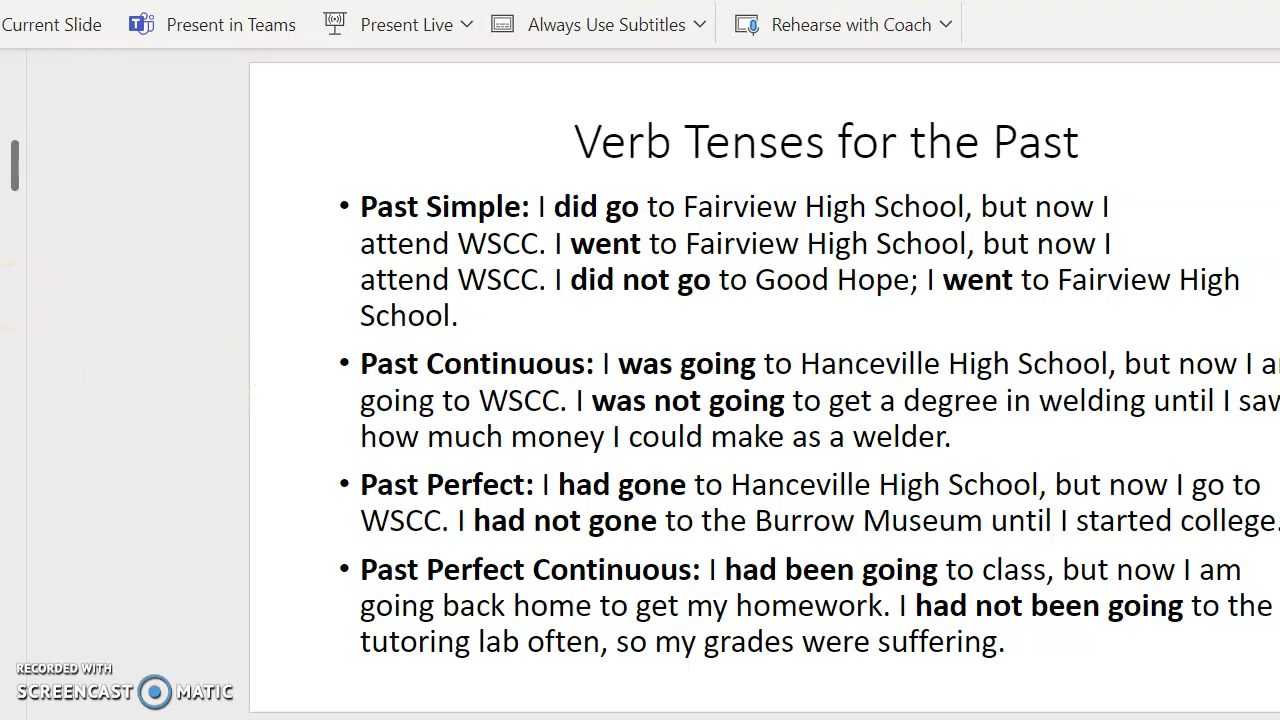 Current Slide Present in Teams Present Live Always Use Subtitles Rehearse with Coach
Verb Tenses for the Past
• Past Simple: I did go to Fairview High School, but now I
attend WSCC. I went to Fairview High School, but now I
attend WSCC. I did not go to Good Hope; I went to Fairview High
School.
• Past Continuous: I was going to Hanceville High School, but now I
going to WSCC. I was not going to get a degree in welding until I
how much money I could make as a welder.
• Past Perfect: I had gone to Hanceville High School, but now I go to
WSCC. I had not gone to the Burrow Museum until I started college.
• Past Perfect Continuous: I had been going to class, but now I am
going back home to get my homework. I had not been going to the
tutoring lab often, so my grades were suffering.
RECORDED WITH
SCREENCAST MATIC